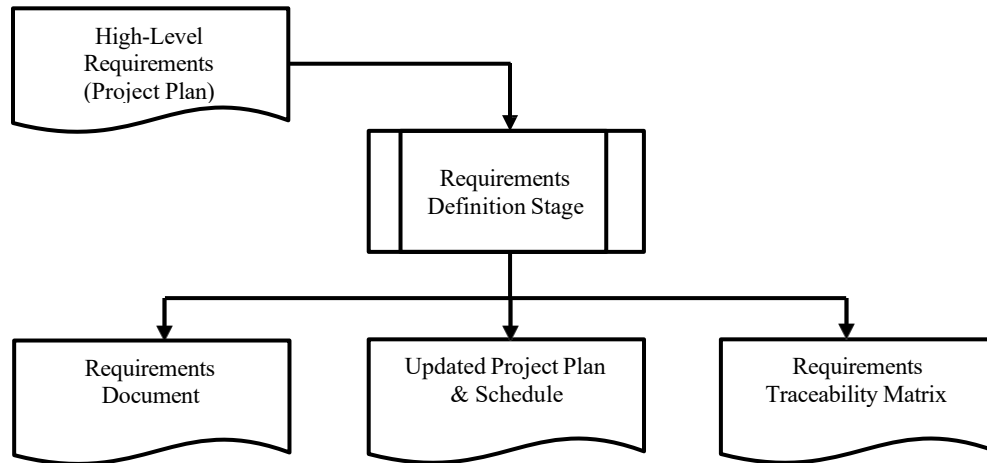 High-Level
Requirements
(Project Plan)
Requirements
Definition Stage
Requirements
Document
Updated Project Plan
& Schedule
Requirements
Traceability Matrix